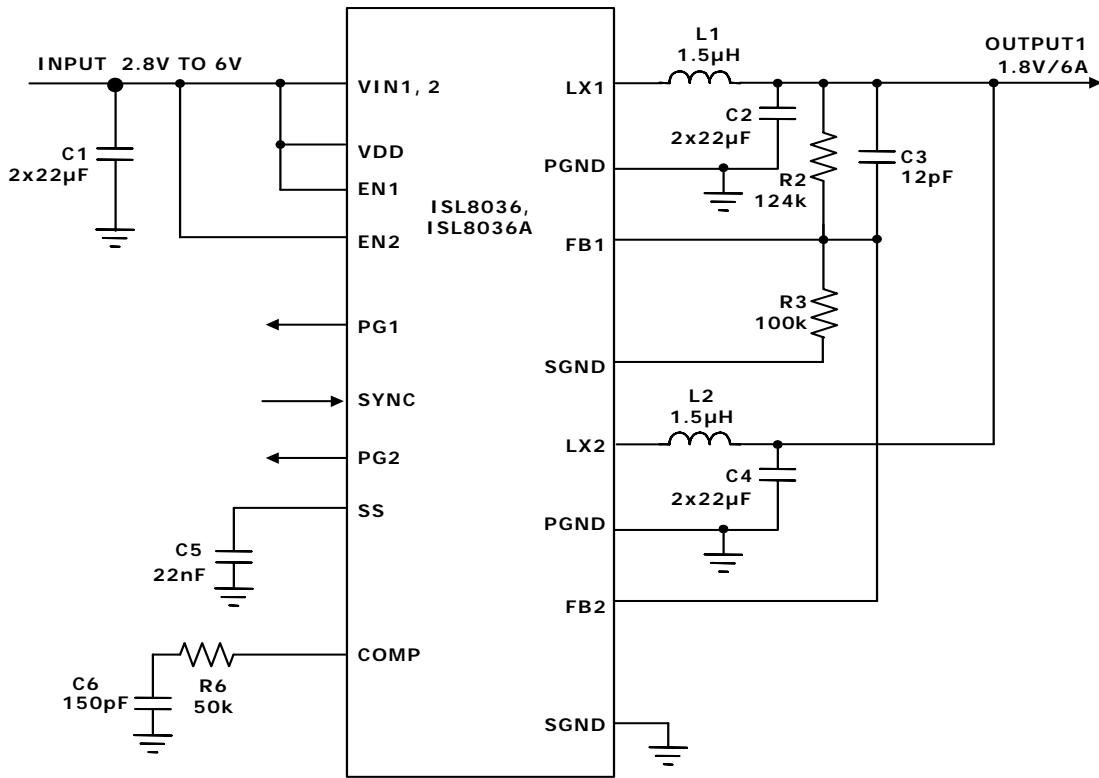 INPUT 2.8V TO 6V
C1
2x22µF
VIN1, 2
VDD
EN1
EN2
PG1
SYNC
PG2
SS
C5
22nF
COMP
C6
150pF
R6
50k
ISL8036,
ISL8036A
LX1
PGND
FB1
SGND
LX2
PGND
FB2
SGND
L1
1.5µH
OUTPUT1
1.8V/6A
C2
2x22µF
R2
124k
C3
12pF
R3
100k
L2
1.5µH
C4
2x22µF